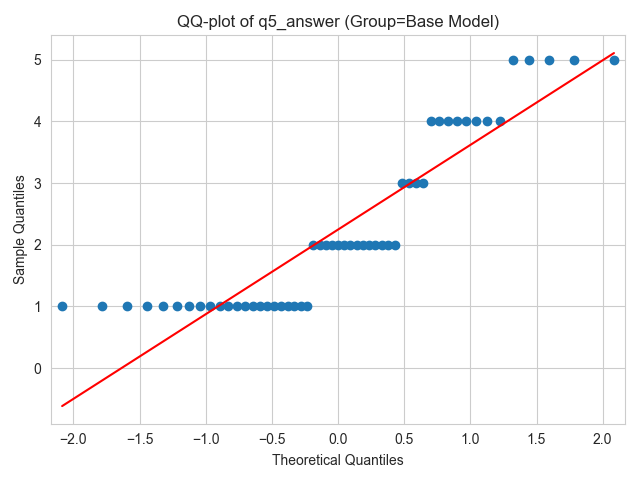 QQ-plot of q5_answer (Group=Base Model)
5
4
3
2
1
0
Sample Quantiles
−2.0 −1.5 −1.0 −0.5 0.0 0.5 1.0 1.5 2.0
Theoretical Quantiles